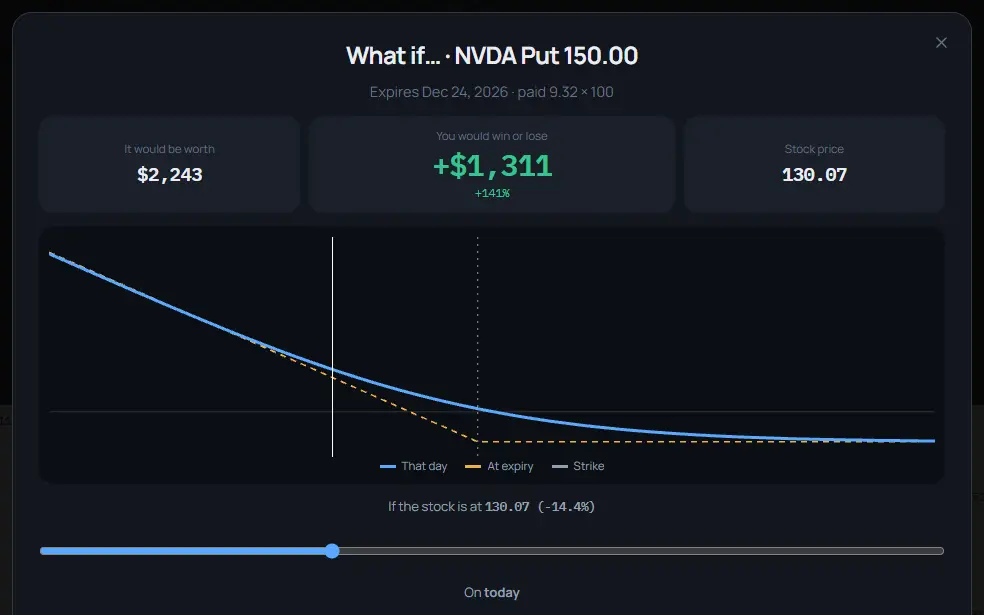 What if... · NVDA Put 150.00
Expires Dec 24, 2026 · paid 9.32 × 100
It would be worth
$2,243
You would win or lose
+$1,311
+141%
Stock price
130.07
That day
At expiry
Strike
If the stock is at 130.07 (-14.4%)
On today